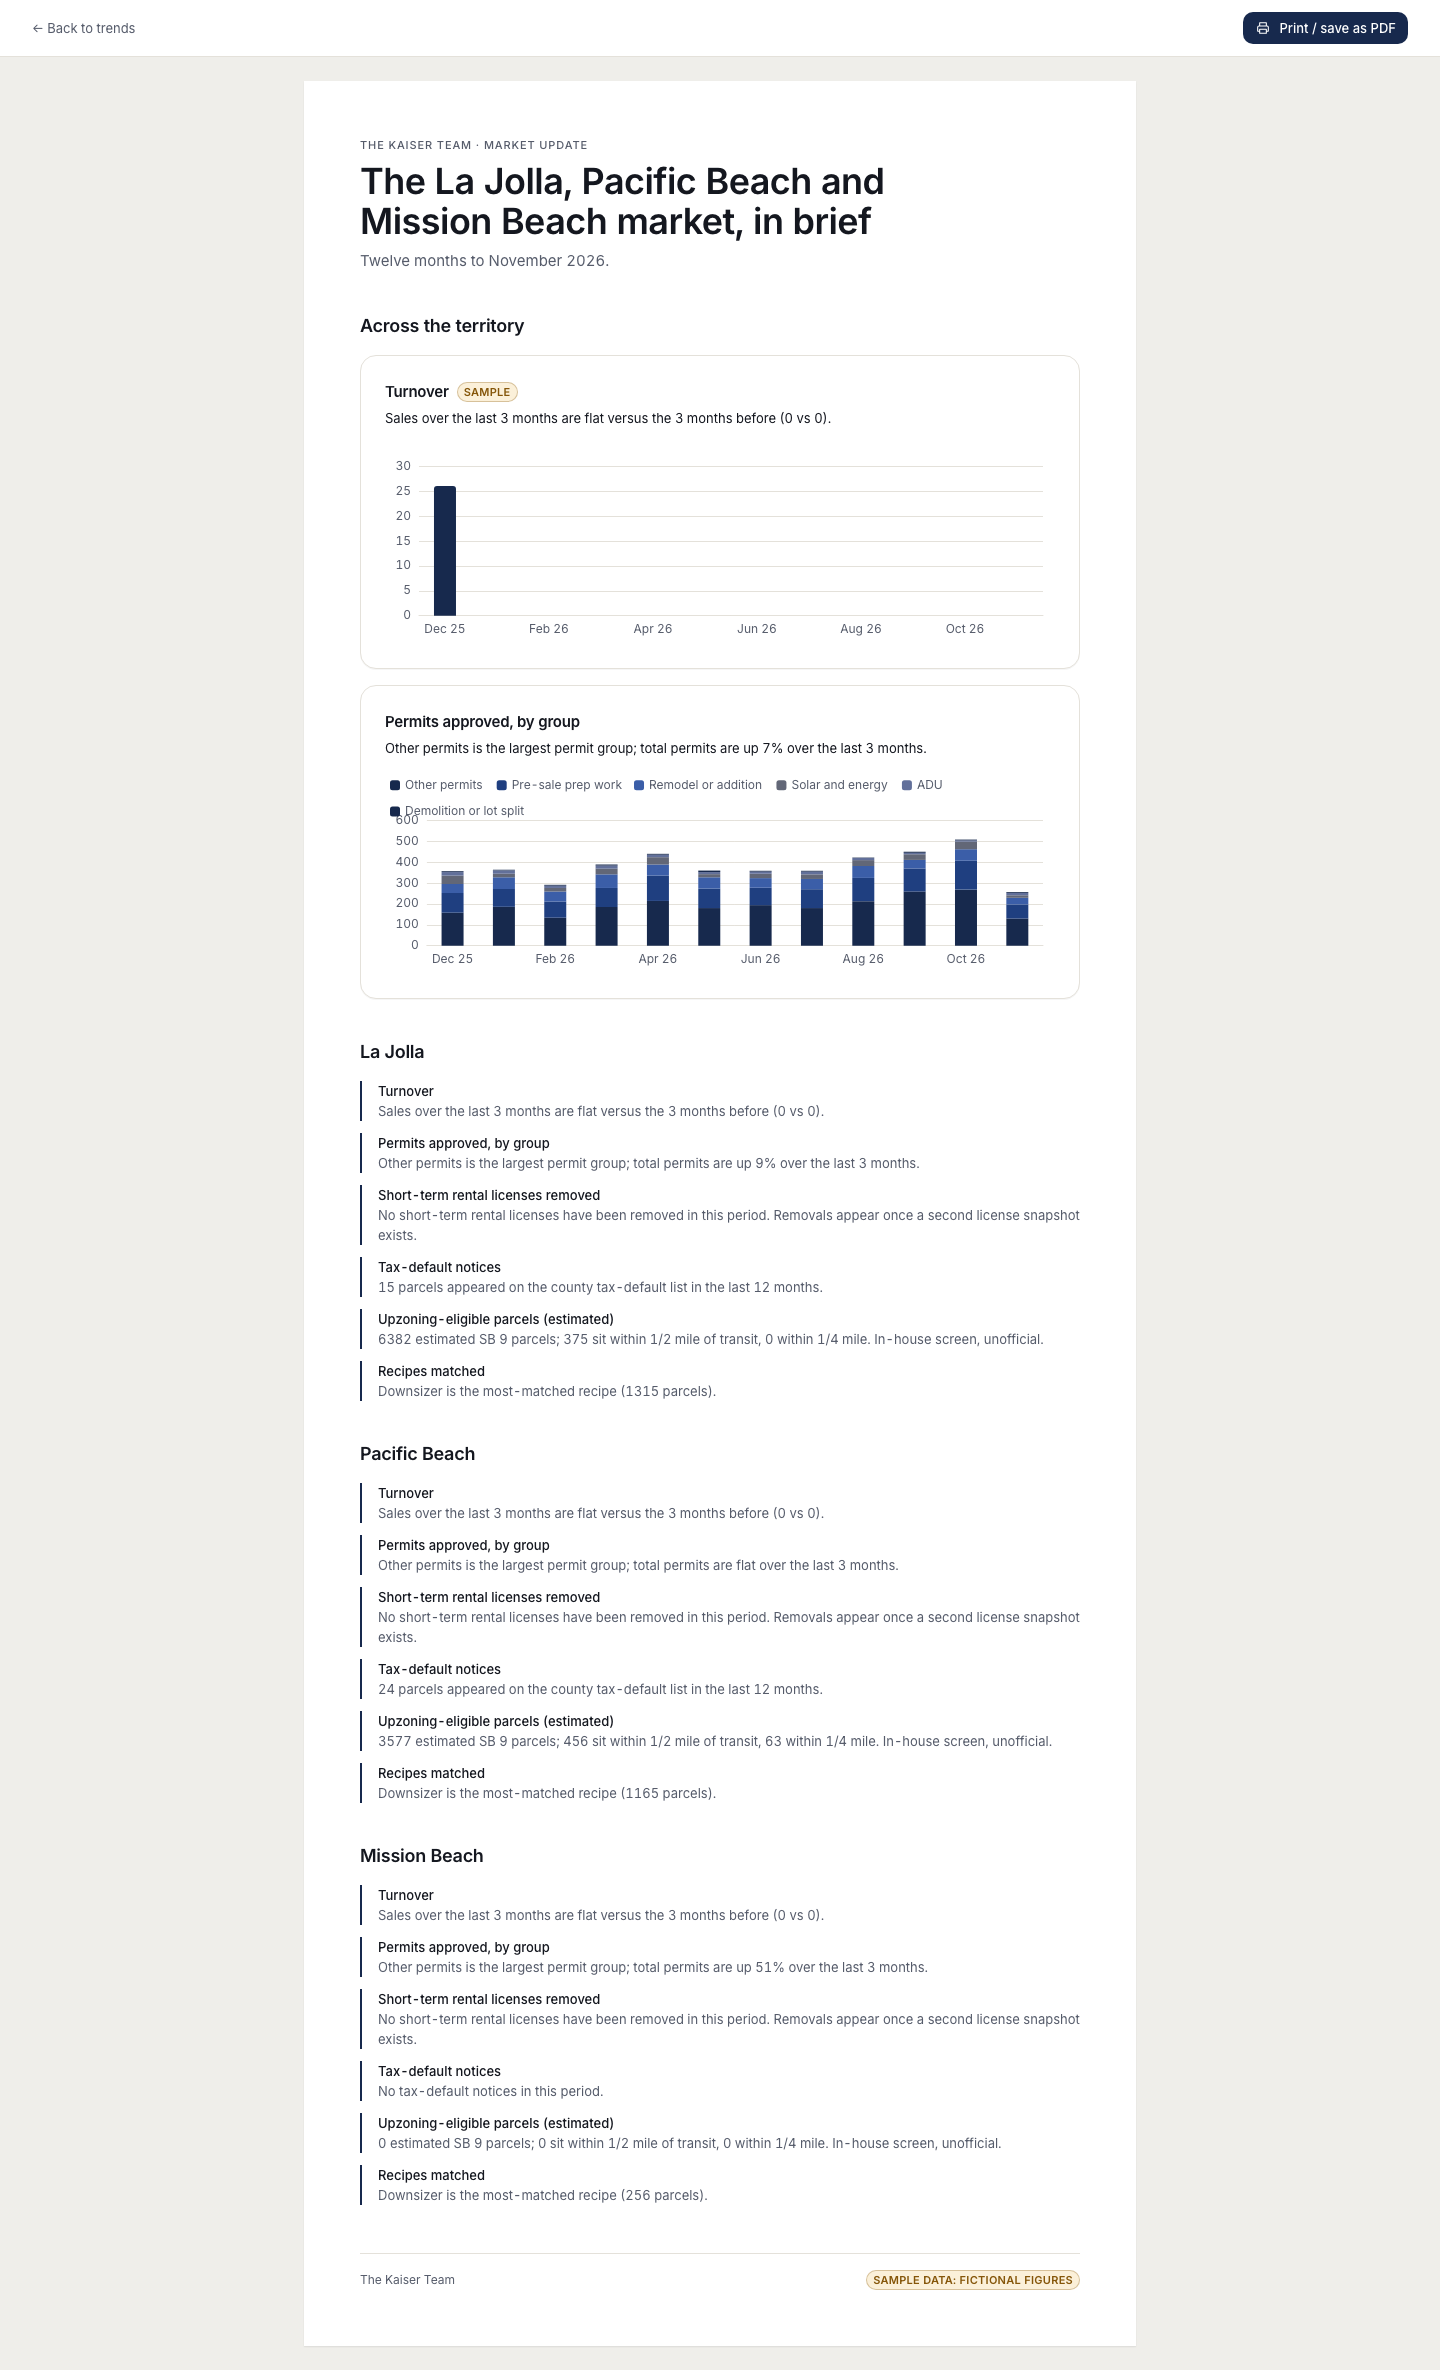 ← Back to trends
Print / save as PDF
THE KAISER TEAM · MARKET UPDATE
The La Jolla, Pacific Beach and
Mission Beach market, in brief
Twelve months to November 2026.
Across the territory
Turnover SAMPLE
Sales over the last 3 months are flat versus the 3 months before (0 vs 0).
30
25
20
15
10
5
0
Dec 25 Feb 26 Apr 26 Jun 26 Aug 26 Oct 26
Permits approved, by group
Other permits is the largest permit group; total permits are up 7% over the last 3 months.
Other permits Pre-sale prep work Remodel or addition Solar and energy ADU
Demolition or lot split
600
500
400
300
200
100
0
Dec 25 Feb 26 Apr 26 Jun 26 Aug 26 Oct 26
La Jolla
Turnover
Sales over the last 3 months are flat versus the 3 months before (0 vs 0).
Permits approved, by group
Other permits is the largest permit group; total permits are up 9% over the last 3 months.
Short-term rental licenses removed
No short-term rental licenses have been removed in this period. Removals appear once a second license snapshot
exists.
Tax-default notices
15 parcels appeared on the county tax-default list in the last 12 months.
Upzoning-eligible parcels (estimated)
6382 estimated SB 9 parcels; 375 sit within 1/2 mile of transit, 0 within 1/4 mile. In-house screen, unofficial.
Recipes matched
Downsizer is the most-matched recipe (1315 parcels).
Pacific Beach
Turnover
Sales over the last 3 months are flat versus the 3 months before (0 vs 0).
Permits approved, by group
Other permits is the largest permit group; total permits are flat over the last 3 months.
Short-term rental licenses removed
No short-term rental licenses have been removed in this period. Removals appear once a second license snapshot
exists.
Tax-default notices
24 parcels appeared on the county tax-default list in the last 12 months.
Upzoning-eligible parcels (estimated)
3577 estimated SB 9 parcels; 456 sit within 1/2 mile of transit, 63 within 1/4 mile. In-house screen, unofficial.
Recipes matched
Downsizer is the most-matched recipe (1165 parcels).
Mission Beach
Turnover
Sales over the last 3 months are flat versus the 3 months before (0 vs 0).
Permits approved, by group
Other permits is the largest permit group; total permits are up 51% over the last 3 months.
Short-term rental licenses removed
No short-term rental licenses have been removed in this period. Removals appear once a second license snapshot
exists.
Tax-default notices
No tax-default notices in this period.
Upzoning-eligible parcels (estimated)
0 estimated SB 9 parcels; 0 sit within 1/2 mile of transit, 0 within 1/4 mile. In-house screen, unofficial.
Recipes matched
Downsizer is the most-matched recipe (256 parcels).
The Kaiser Team
SAMPLE DATA: FICTIONAL FIGURES